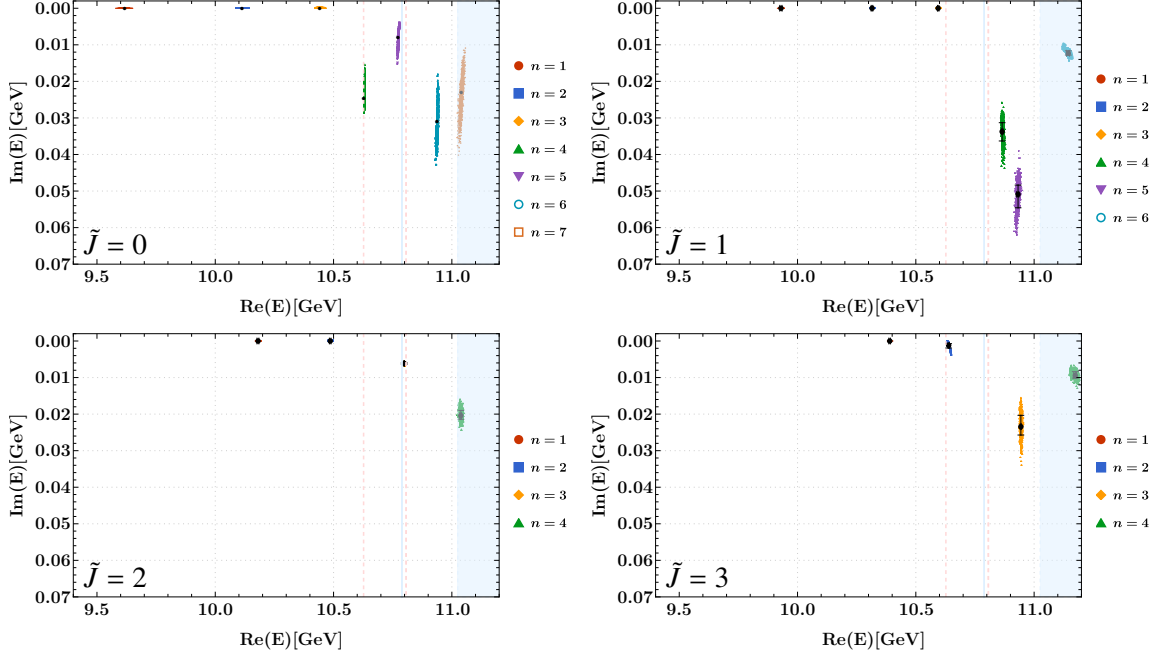 0.00
0.01
0.02
0.03
0.04
0.05
0.06
0.07
Im(E)[GeV]
9.5 10.0 10.5 11.0
Re(E)[GeV]
J̃ = 0
n = 1
n = 2
n = 3
n = 4
n = 5
n = 6
n = 7
0.00
0.01
0.02
0.03
0.04
0.05
0.06
0.07
Im(E)[GeV]
9.5 10.0 10.5 11.0
Re(E)[GeV]
J̃ = 1
n = 1
n = 2
n = 3
n = 4
n = 5
n = 6
0.00
0.01
0.02
0.03
0.04
0.05
0.06
0.07
Im(E)[GeV]
9.5 10.0 10.5 11.0
Re(E)[GeV]
J̃ = 2
n = 1
n = 2
n = 3
n = 4
0.00
0.01
0.02
0.03
0.04
0.05
0.06
0.07
Im(E)[GeV]
9.5 10.0 10.5 11.0
Re(E)[GeV]
J̃ = 3
n = 1
n = 2
n = 3
n = 4